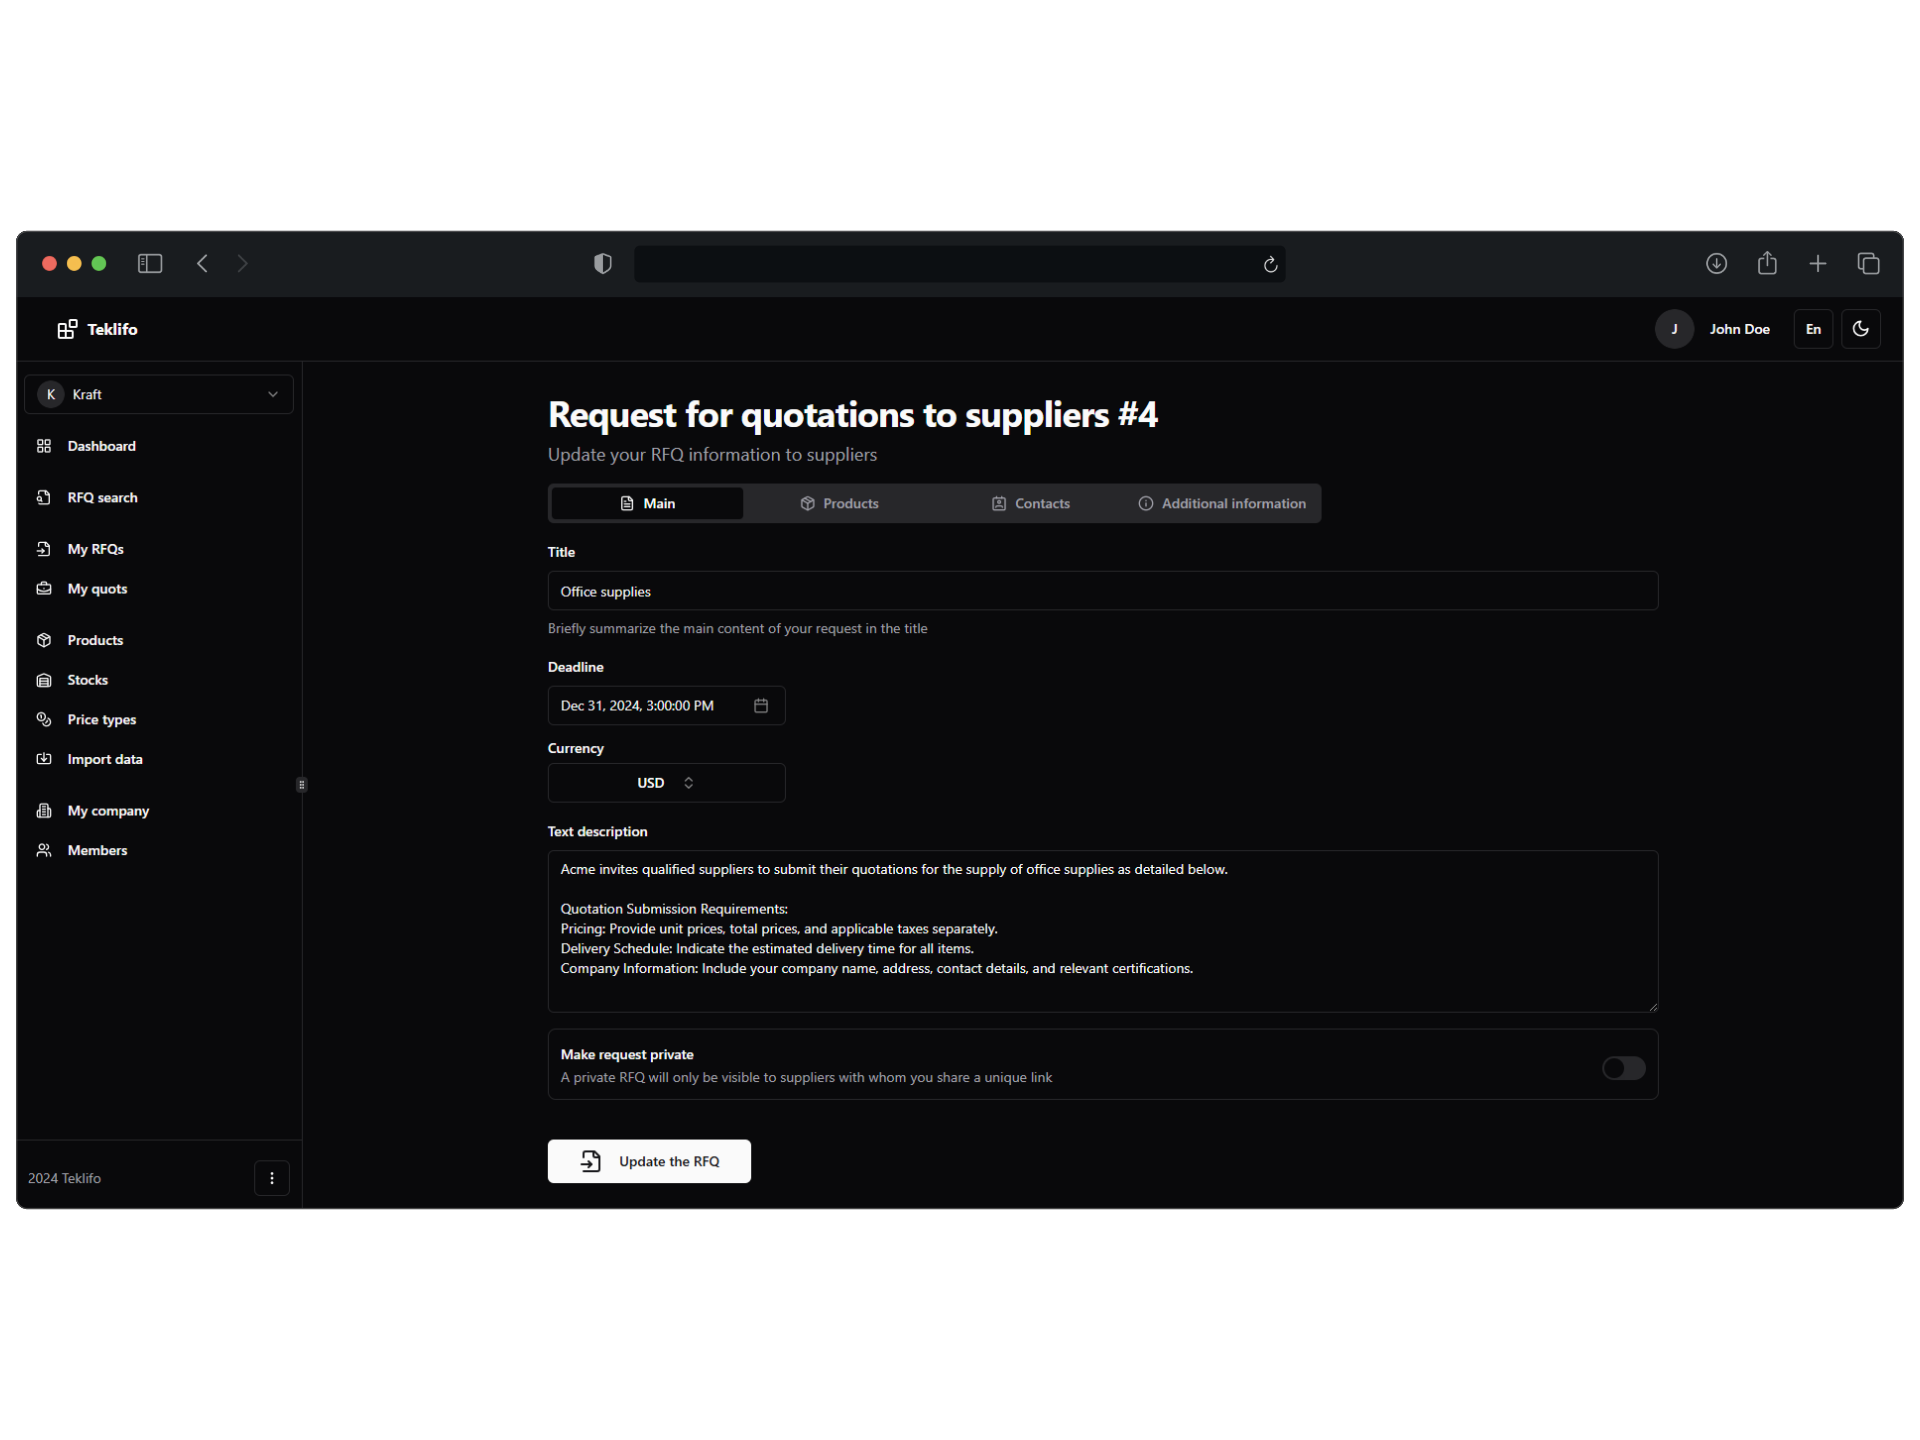 Teklifo
J
John Doe
En
K
Kraft
Dashboard
RFQ search
My RFQs
My quots
Products
Stocks
Price types
Import data
My company
Members
2024 Teklifo
Request for quotations to suppliers #4
Update your RFQ information to suppliers
Main
Products
Contacts
Additional information
Title
Office supplies
Briefly summarize the main content of your request in the title
Deadline
Dec 31, 2024, 3:00:00 PM
Currency
USD
Text description
Acme invites qualified suppliers to submit their quotations for the supply of office supplies as detailed below.
Quotation Submission Requirements:
Pricing: Provide unit prices, total prices, and applicable taxes separately.
Delivery Schedule: Indicate the estimated delivery time for all items.
Company Information: Include your company name, address, contact details, and relevant certifications.
Make request private
A private RFQ will only be visible to suppliers with whom you share a unique link
Update the RFQ